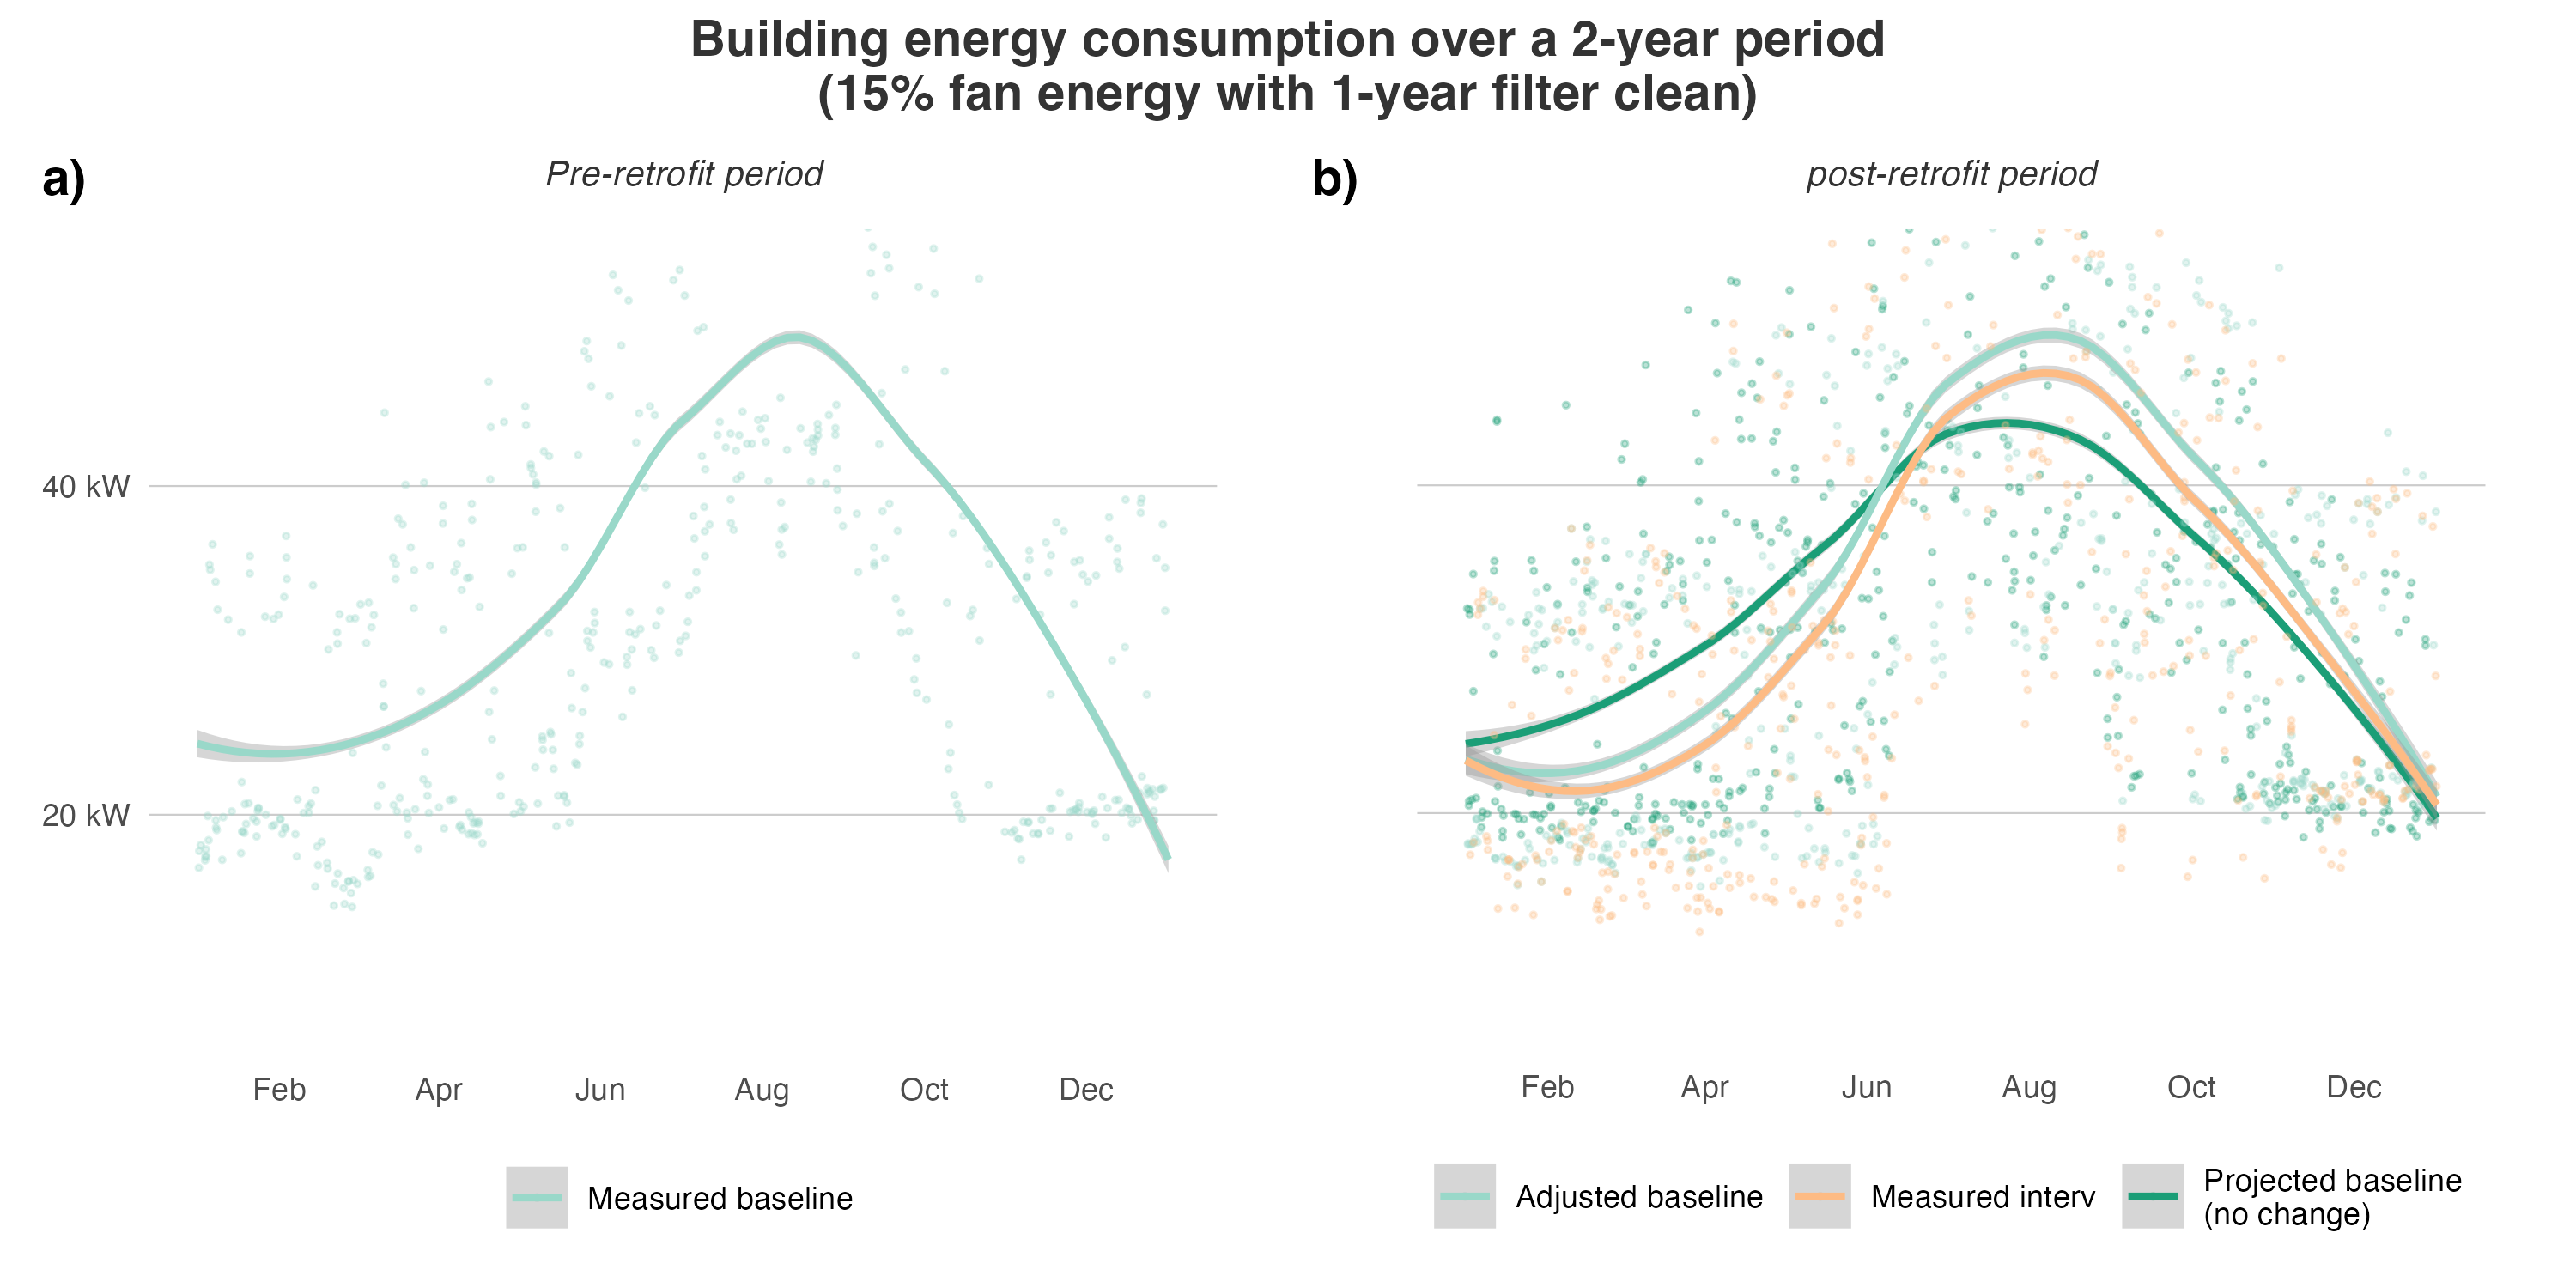 Building energy consumption over a 2-year period
(15% fan energy with 1-year filter clean)
a)
Pre-retrofit period
40 kW
20 kW
Feb Apr Jun Aug Oct Dec
Measured baseline
b)
post-retrofit period
Feb Apr Jun Aug Oct Dec
Adjusted baseline
Measured interv
Projected baseline
(no change)